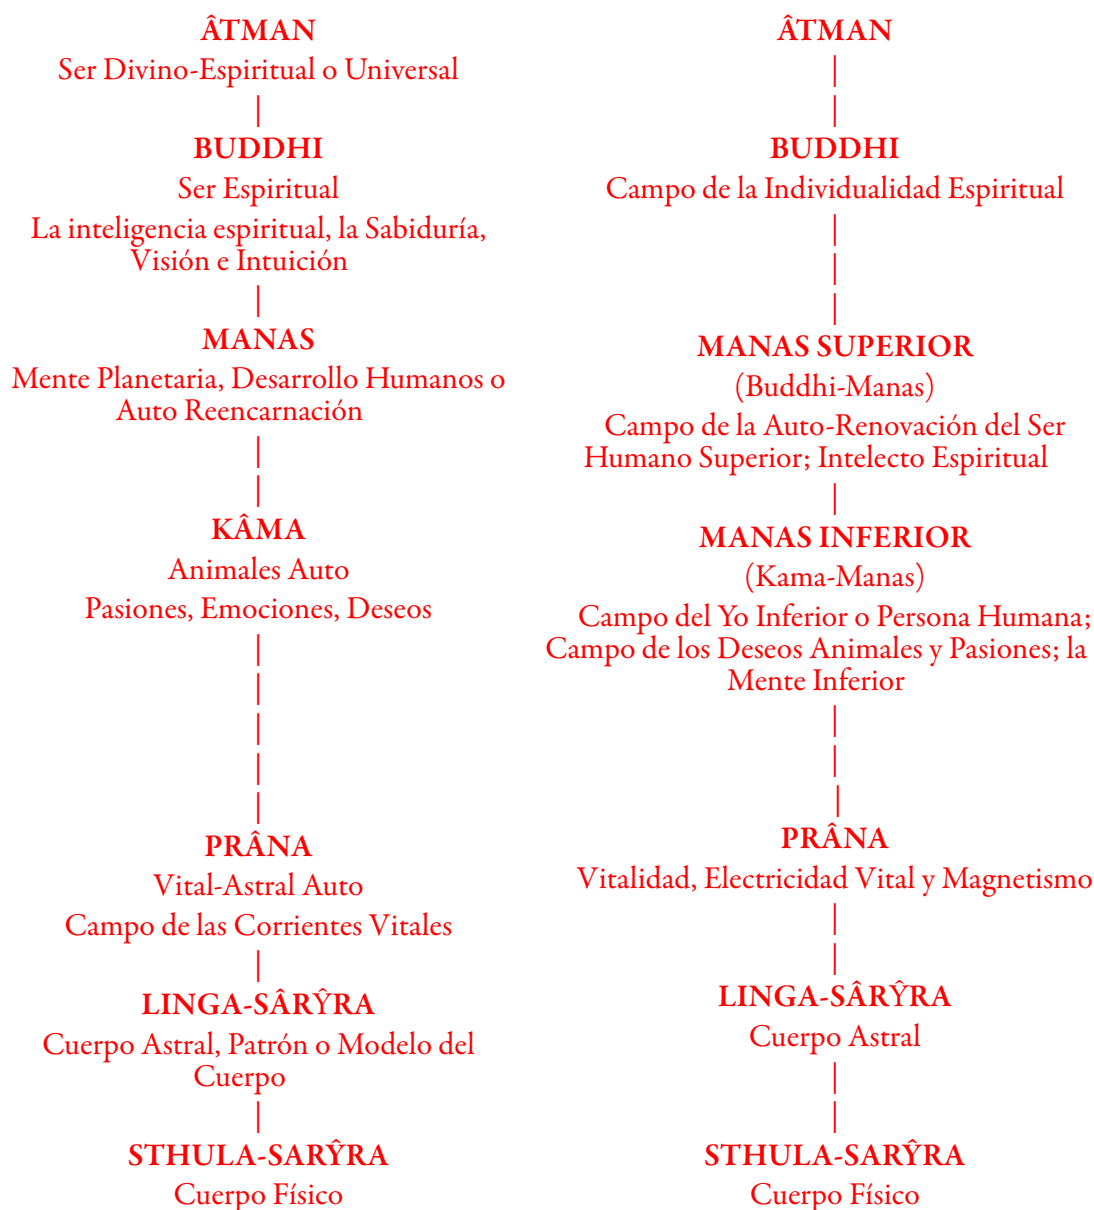 ÂTMAN
Ser Divino-Espiritual o Universal
|
BUDDHI
Ser Espiritual
La inteligencia espiritual, la Sabiduría,
Visión e Intuición
|
MANAS
Mente Planetaria, Desarrollo Humanos o
Auto Reencarnación
|
|
KÂMA
Animales Auto
Pasiones, Emociones, Deseos
|
|
|
|
|
PRÂNA
Vital-Astral Auto
Campo de las Corrientes Vitales
|
LINGA-SÂRŶRA
Cuerpo Astral, Patrón o Modelo del
Cuerpo
|
STHULA-SARŶRA
Cuerpo Físico
ÂTMAN
|
|
BUDDHI
Campo de la Individualidad Espiritual
|
|
|
MANAS SUPERIOR
(Buddhi-Manas)
Campo de la Auto-Renovación del Ser
Humano Superior; Intelecto Espiritual
|
MANAS INFERIOR
(Kama-Manas)
Campo del Yo Inferior o Persona Humana;
Campo de los Deseos Animales y Pasiones; la
Mente Inferior
|
|
|
PRÂNA
Vitalidad, Electricidad Vital y Magnetismo
|
|
LINGA-SÂRŶRA
Cuerpo Astral
|
|
STHULA-SARŶRA
Cuerpo Físico